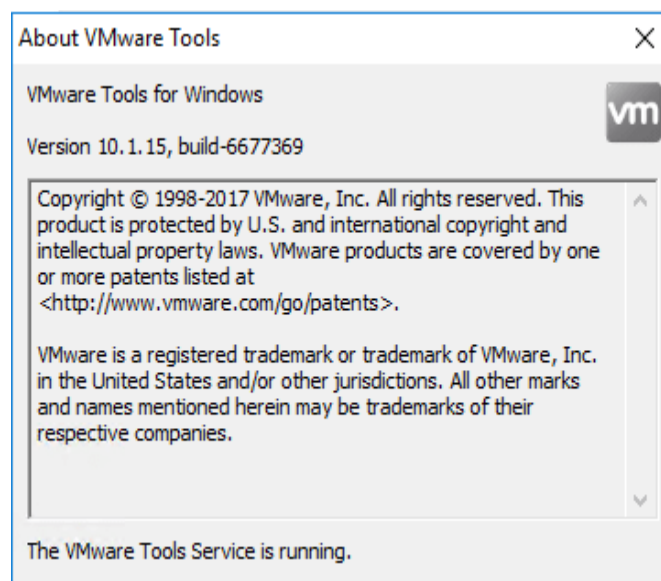 About VMware Tools
VMware Tools for Windows
vm
Version 10.1.15, build-6677369
Copyright © 1998-2017 VMware, Inc. All rights reserved. This
product is protected by U.S. and international copyright and
intellectual property laws. VMware products are covered by one
or more patents listed at
<http://www.vmware.com/go/patents>.
VMware is a registered trademark or trademark of VMware, Inc.
in the United States and/or other jurisdictions. All other marks
and names mentioned herein may be trademarks of their
respective companies.
The VMware Tools Service is running.